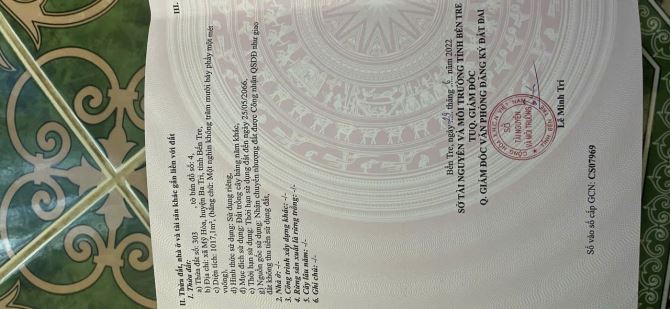 II. Thửa đất, nhà ở và tài sản khác gắn liền với đất
1. Thửa đất:
a) Thửa đất số: 303 , tờ bản đồ số: 4,
b) Địa chỉ: xã Mỹ Hòa, huyện Ba Tri, tỉnh Bến Tre,
c) Diện tích: 1017,1m², (bằng chữ: Một nghìn không trăm mười bảy phẩy một mét
vuông),
d) Hình thức sử dụng: Sử dụng riêng,
đ) Mục đích sử dụng: Đất trồng cây hàng năm khác,
e) Thời hạn sử dụng: Thời hạn sử dụng đất đến ngày 25/05/2066,
g) Nguồn gốc sử dụng: Nhận chuyển nhượng đất được Công nhận QSDĐ như giao
đất không thu tiền sử dụng đất,
2. Nhà ở: -/-
3. Công trình xây dựng khác: -/-
4. Rừng sản xuất là rừng trồng: -/-
5. Cây lâu năm: -/-
6. Ghi chú: -/-
III.
Bến Tre, ngày 29 tháng 6 năm 2022
SỞ TÀI NGUYÊN VÀ MÔI TRƯỜNG TỈNH BẾN TRE
TUQ. GIÁM ĐỐC
Q. GIÁM ĐỐC VĂN PHÒNG ĐĂNG KÝ ĐẤT ĐAI
SỞ
TÀI NGUYÊN
VÀ MÔI TRƯỜNG
Lê Minh Trí
Số vào sổ cấp GCN: CS07969